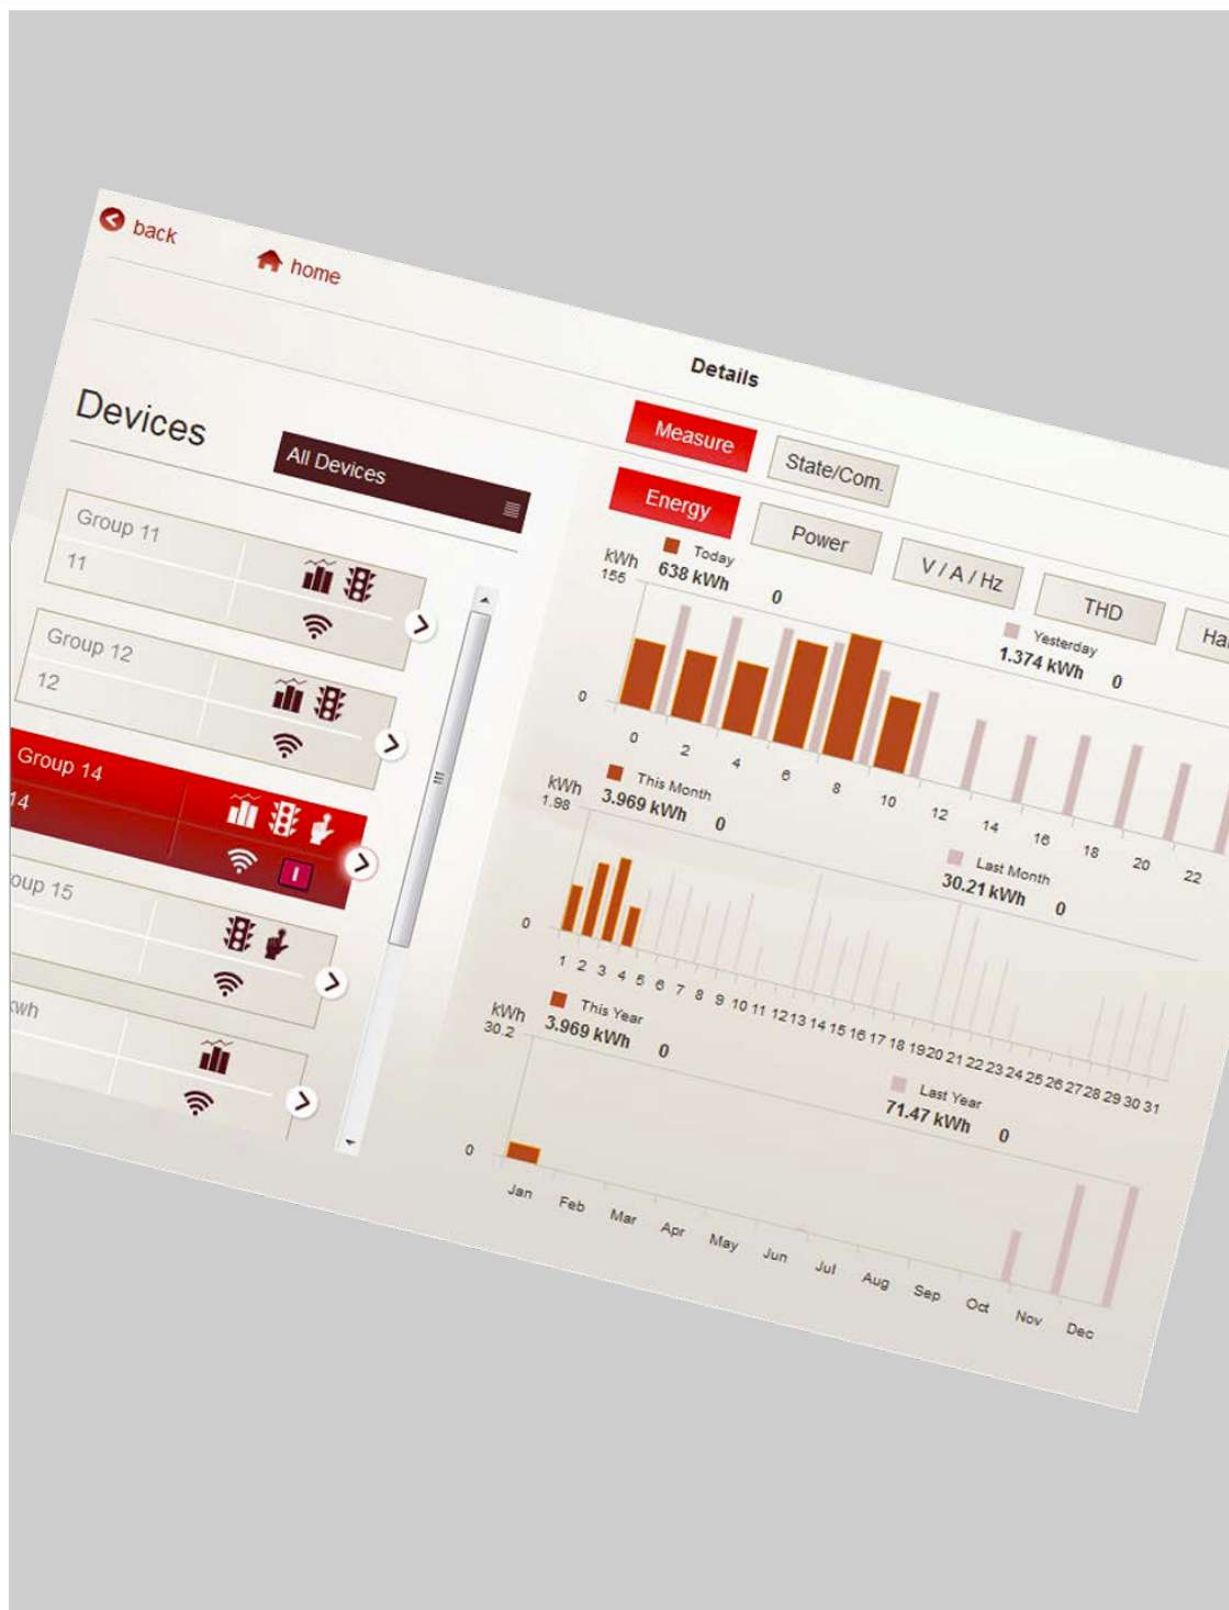 back
home
Details
Devices
All Devices
Measure
State/Com.
Energy
Power
V / A / Hz
THD
Group 11
11
Group 12
12
Group 14
14
oup 15
kwh
kWh
155
Today
638 kWh 0
Yesterday
1.374 kWh 0
0
0 2 4 6 8 10 12 14 16 18 20 22
kWh
1.98
This Month
3.969 kWh 0
Last Month
30.21 kWh 0
0
1 2 3 4 5 6 7 8 9 10 11 12 13 14 15 16 17 18 19 20 21 22 23 24 25 26 27 28 29 30 31
kWh
30.2
This Year
3.969 kWh 0
Last Year
71.47 kWh 0
0
Jan Feb Mar Apr May Jun Jul Aug Sep Oct Nov Dec